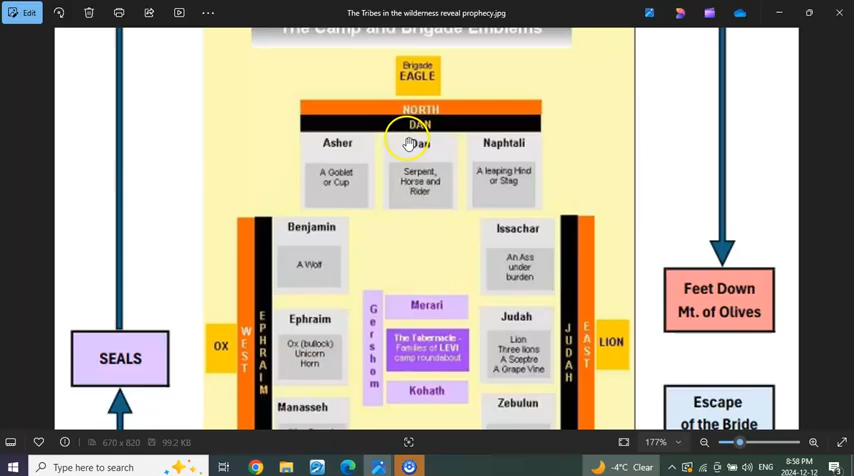 Edit
The Tribes in the wilderness reveal prophecy.jpg
The Camp and Brigade Emblems
Brigade
EAGLE
NORTH
DAN
Asher
Dan
Naphtali
A Goblet
or Cup
Serpent,
Horse and
Rider
A leaping Hind
or Stag
Benjamin
A Wolf
Issachar
An Ass
under
burden
WEST
EPHRAIM
OX
Ephraim
Ox (bullock)
Unicorn
Horn
Gershom
Merari
The Tabernacle -
Families of LEVI
camp roundabout
Kohath
Judah
Lion
Three lions
A Sceptre
A Grape Vine
JUDAH
EAST
LION
Manasseh
Zebulun
SEALS
Feet Down
Mt. of Olives
Escape
of the Bride
670 x 820
99.2 KB
177%
Type here to search
-4°C Clear
8:58 PM
2024-12-12